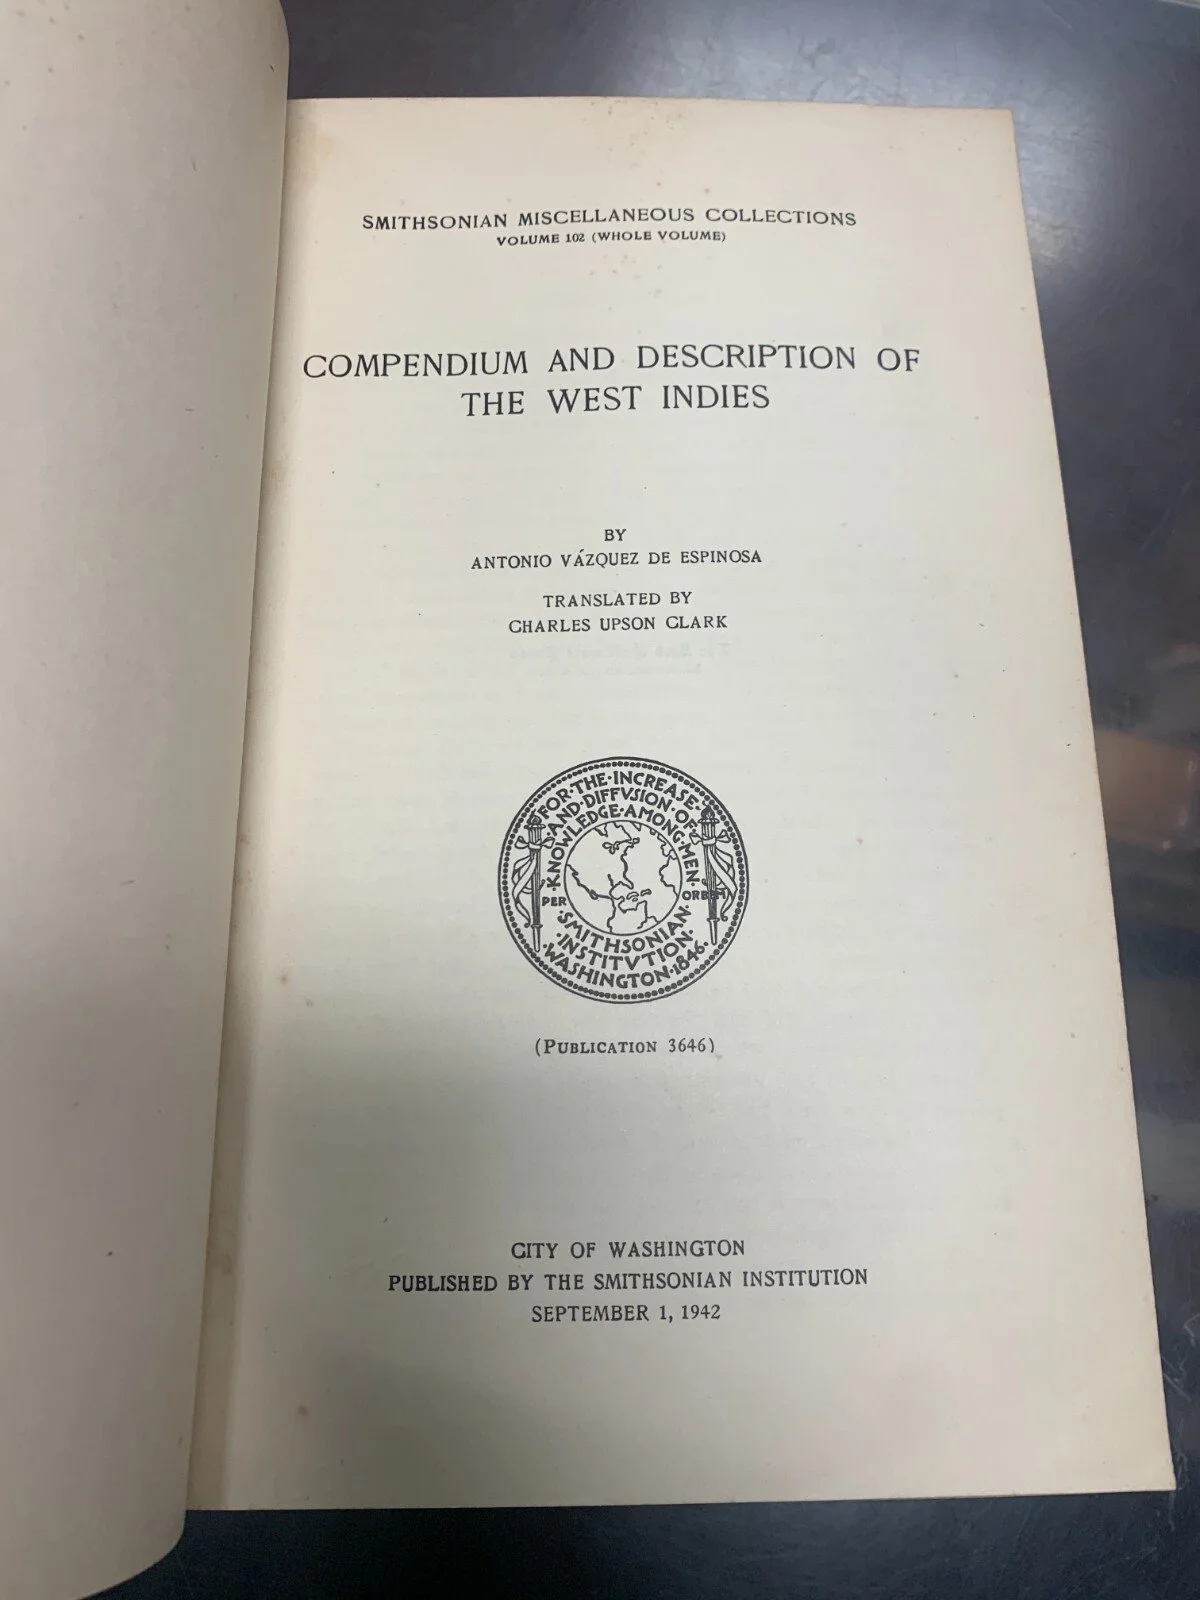 SMITHSONIAN MISCELLANEOUS COLLECTIONS
VOLUME 102 (WHOLE VOLUME)
COMPENDIUM AND DESCRIPTION OF
THE WEST INDIES
BY
ANTONIO VÁZQUEZ DE ESPINOSA
TRANSLATED BY
CHARLES UPSON CLARK
FOR·THE·INCREASE·
·AND·DIFFVSION·OF
·KNOWLEDGE·AMONG·MEN·
PER ORBEM
·SMITHSONIAN·
·INSTITVTION·
·WASHINGTON·1846·
(PUBLICATION 3646)
CITY OF WASHINGTON
PUBLISHED BY THE SMITHSONIAN INSTITUTION
SEPTEMBER 1, 1942